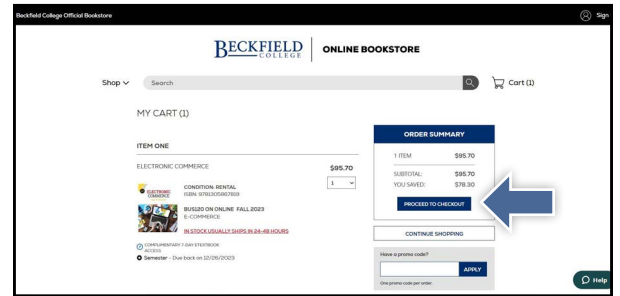 Beckfield College Official Bookstore
Sign
BECKFIELD
COLLEGE
ONLINE BOOKSTORE
Shop
Search
Cart (1)
MY CART (1)
ORDER SUMMARY
ITEM ONE
1 ITEM $95.70
ELECTRONIC COMMERCE $95.70
SUBTOTAL: $95.70
1
YOU SAVED: $78.30
ELECTRONIC
COMMERCE
CONDITION: RENTAL
ISBN: 9781305867813
PROCEED TO CHECKOUT
BUS120 ON ONLINE FALL 2023
E-COMMERCE
IN STOCK USUALLY SHIPS IN 24-48 HOURS
CONTINUE SHOPPING
COMPLIMENTARY 7-DAY ETEXTBOOK
ACCESS
Semester - Due back on 12/26/2023
Have a promo code?
APPLY
One promo code per order.
Help